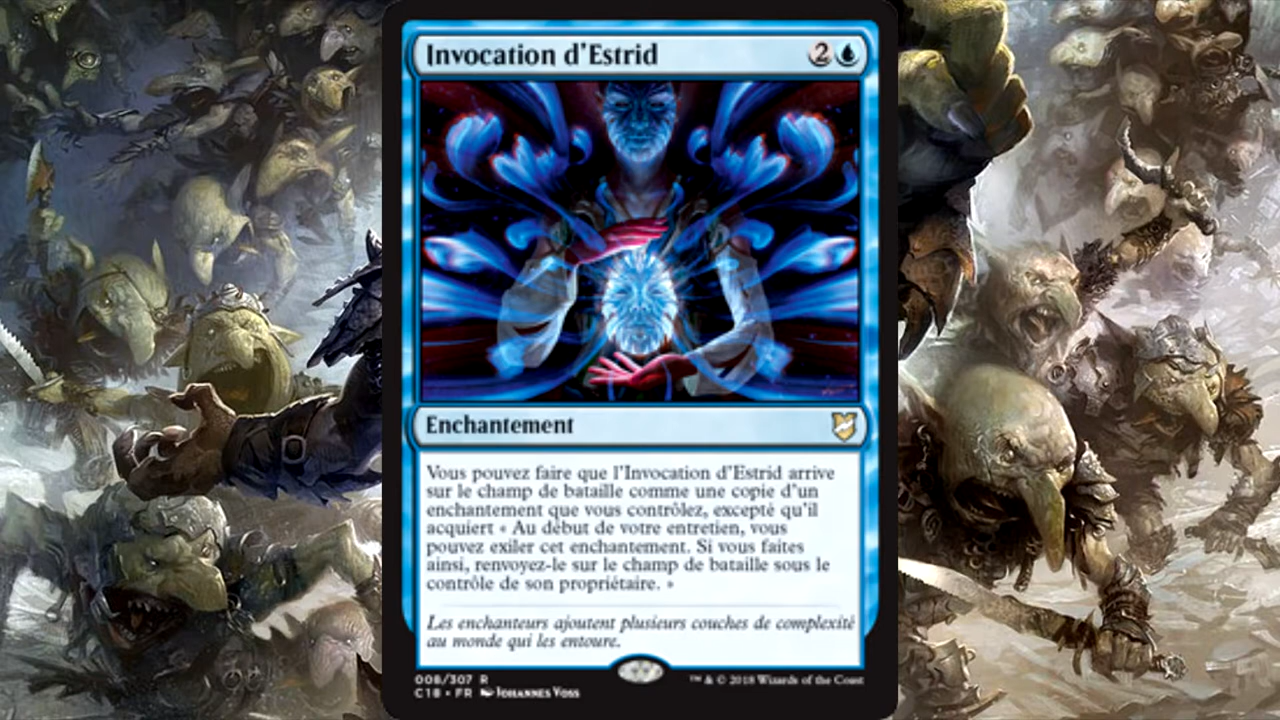 Invocation d'Estrid
2
Enchantement
Vous pouvez faire que l'Invocation d'Estrid arrive
sur le champ de bataille comme une copie d'un
enchantement que vous contrôlez, excepté qu'il
acquiert « Au début de votre entretien, vous
pouvez exiler cet enchantement. Si vous faites
ainsi, renvoyez-le sur le champ de bataille sous le
contrôle de son propriétaire. »
Les enchanteurs ajoutent plusieurs couches de complexité
au monde qui les entoure.
008/307 R
C18 • FR Johannes Voss
™ & © 2018 Wizards of the Coast